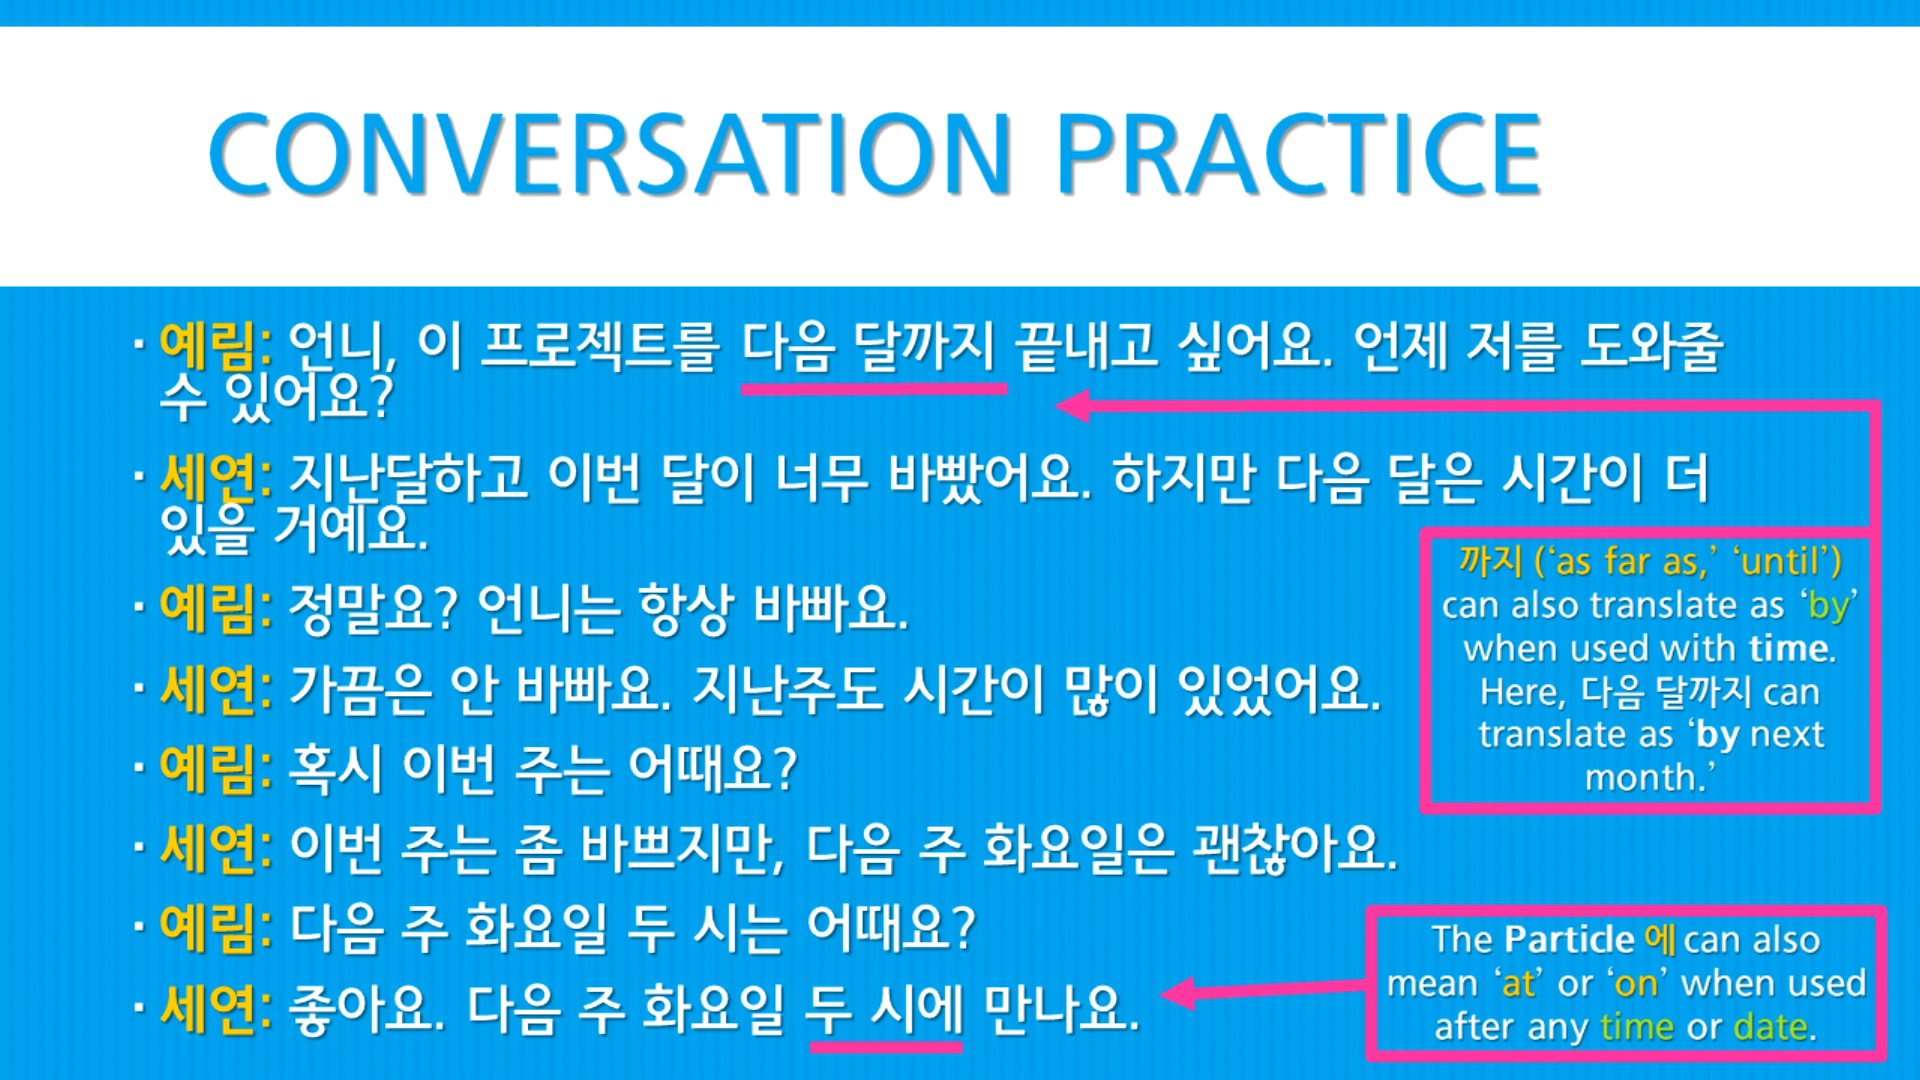 CONVERSATION PRACTICE
· 예림: 언니, 이 프로젝트를 다음 달까지 끝내고 싶어요. 언제 저를 도와줄
수 있어요?
· 세연: 지난달하고 이번 달이 너무 바빴어요. 하지만 다음 달은 시간이 더
있을 거예요.
· 예림: 정말요? 언니는 항상 바빠요.
· 세연: 가끔은 안 바빠요. 지난주도 시간이 많이 있었어요.
· 예림: 혹시 이번 주는 어때요?
· 세연: 이번 주는 좀 바쁘지만, 다음 주 화요일은 괜찮아요.
· 예림: 다음 주 화요일 두 시는 어때요?
· 세연: 좋아요. 다음 주 화요일 두 시에 만나요.
까지 (‘as far as,’ ‘until’)
can also translate as ‘by’
when used with time.
Here, 다음 달까지 can
translate as ‘by next
month.’
The Particle 에 can also
mean ‘at’ or ‘on’ when used
after any time or date.